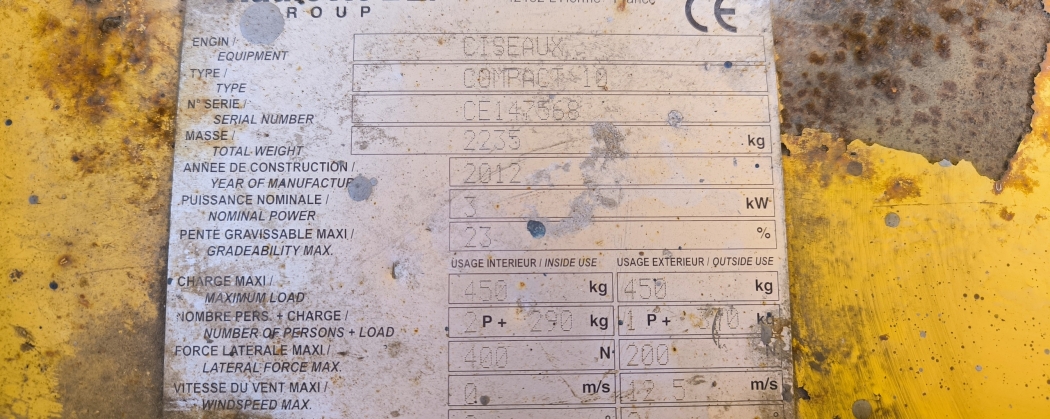 GROUP
CE
ENGIN / CISEAUX
EQUIPMENT
TYPE / COMPACT 10
TYPE
N° SERIE / CE147568
SERIAL NUMBER
MASSE / 2235 kg
TOTAL WEIGHT
ANNÉE DE CONSTRUCTION / 2012
YEAR OF MANUFACTUR
PUISSANCE NOMINALE / 3 kW
NOMINAL POWER
PENTE GRAVISSABLE MAXI / 23 %
GRADEABILITY MAX.
USAGE INTERIEUR / INSIDE USE USAGE EXTERIEUR / OUTSIDE USE
CHARGE MAXI / 450 kg 450 kg
MAXIMUM LOAD
NOMBRE PERS. + CHARGE / 2 P + 290 kg 1 P + kg
NUMBER OF PERSONS + LOAD
FORCE LATERALE MAXI / 400 N 200
LATERAL FORCE MAX.
VITESSE DU VENT MAXI / 0 m/s 12 5 m/s
WINDSPEED MAX.